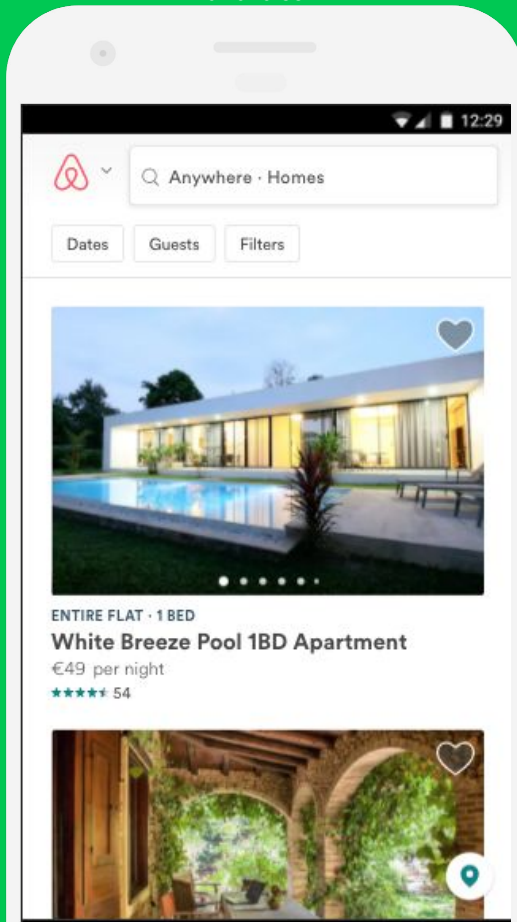 12:29
Anywhere · Homes
Dates Guests Filters
ENTIRE FLAT · 1 BED
White Breeze Pool 1BD Apartment
€49 per night
54